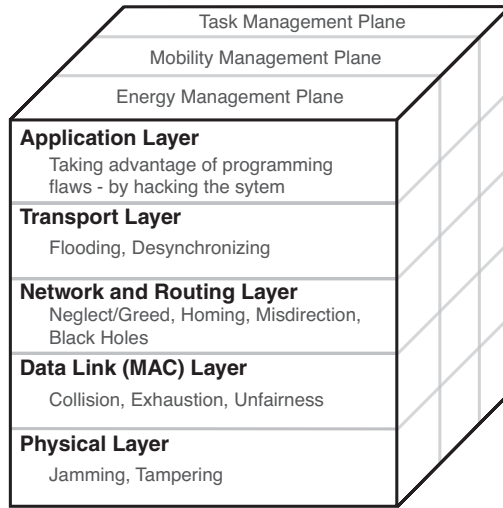 Task Management Plane
Mobility Management Plane
Energy Management Plane
Application Layer
Taking advantage of programming
flaws - by hacking the sytem
Transport Layer
Flooding, Desynchronizing
Network and Routing Layer
Neglect/Greed, Homing, Misdirection,
Black Holes
Data Link (MAC) Layer
Collision, Exhaustion, Unfairness
Physical Layer
Jamming, Tampering